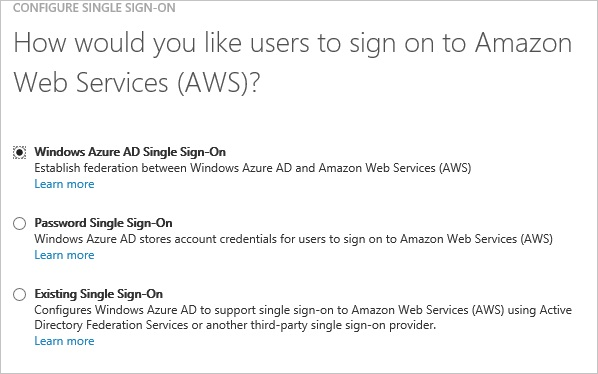 CONFIGURE SINGLE SIGN-ON
How would you like users to sign on to Amazon
Web Services (AWS)?
Windows Azure AD Single Sign-On
Establish federation between Windows Azure AD and Amazon Web Services (AWS)
Learn more
Password Single Sign-On
Windows Azure AD stores account credentials for users to sign on to Amazon Web Services (AWS)
Learn more
Existing Single Sign-On
Configures Windows Azure AD to support single sign-on to Amazon Web Services (AWS) using Active
Directory Federation Services or another third-party single sign-on provider.
Learn more